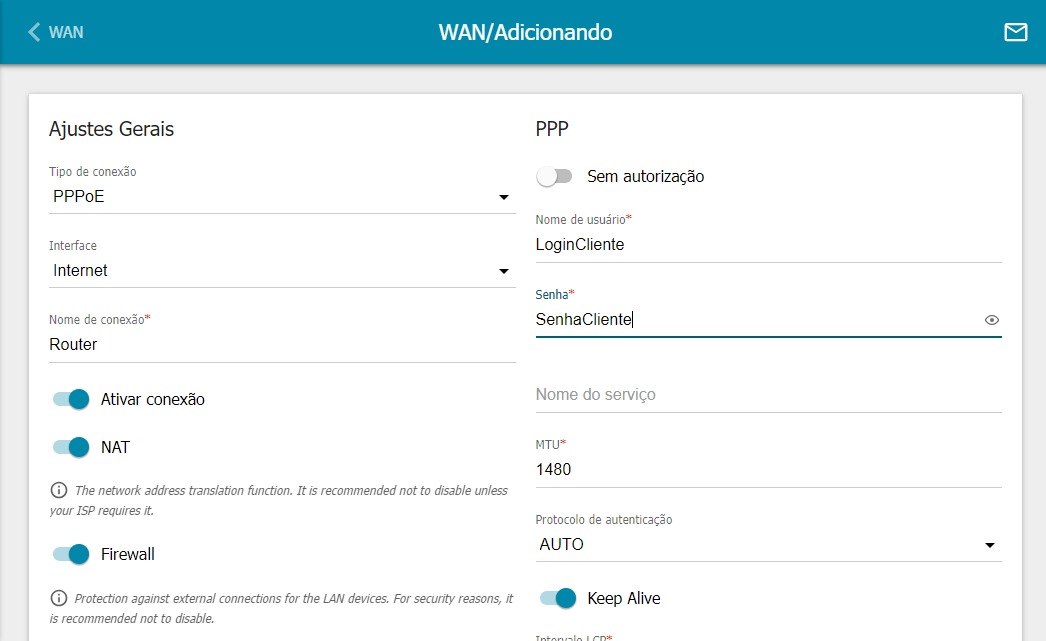 WAN
WAN/Adicionando
Ajustes Gerais
Tipo de conexão
PPPoE
Interface
Internet
Nome de conexão*
Router
Ativar conexão
NAT
The network address translation function. It is recommended not to disable unless
your ISP requires it.
Firewall
Protection against external connections for the LAN devices. For security reasons, it
is recommended not to disable.
PPP
Sem autorização
Nome de usuário*
LoginCliente
Senha*
SenhaCliente
Nome do serviço
MTU*
1480
Protocolo de autenticação
AUTO
Keep Alive
Intervalo LCP*